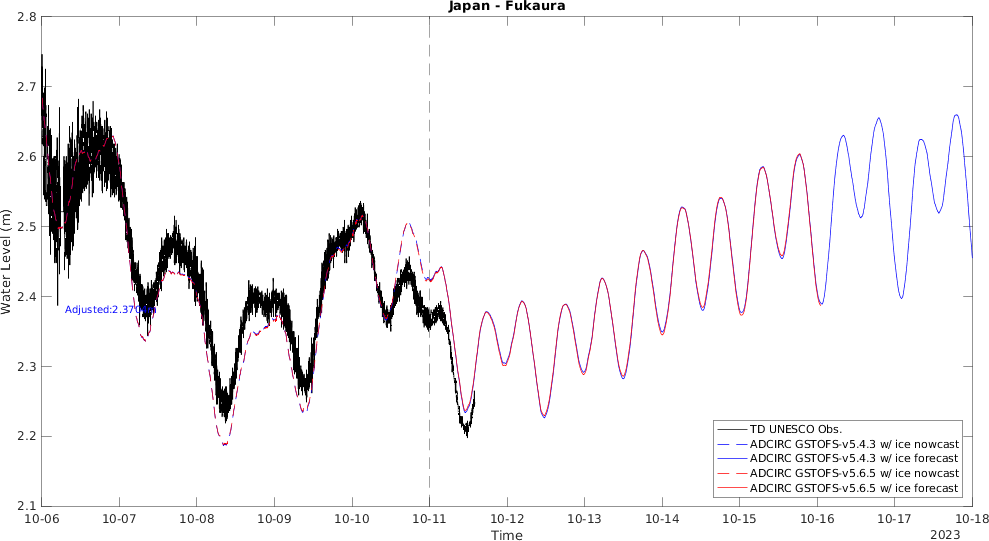 Japan - Fukaura
2.8
2.7
2.6
2.5
2.4
2.3
2.2
2.1
Water Level (m)
Adjusted:2.370
10-06 10-07 10-08 10-09 10-10 10-11 10-12 10-13 10-14 10-15 10-16 10-17 10-18
Time
2023
TD UNESCO Obs.
ADCIRC GSTOFS-v5.4.3 w/ ice nowcast
ADCIRC GSTOFS-v5.4.3 w/ ice forecast
ADCIRC GSTOFS-v5.6.5 w/ ice nowcast
ADCIRC GSTOFS-v5.6.5 w/ ice forecast